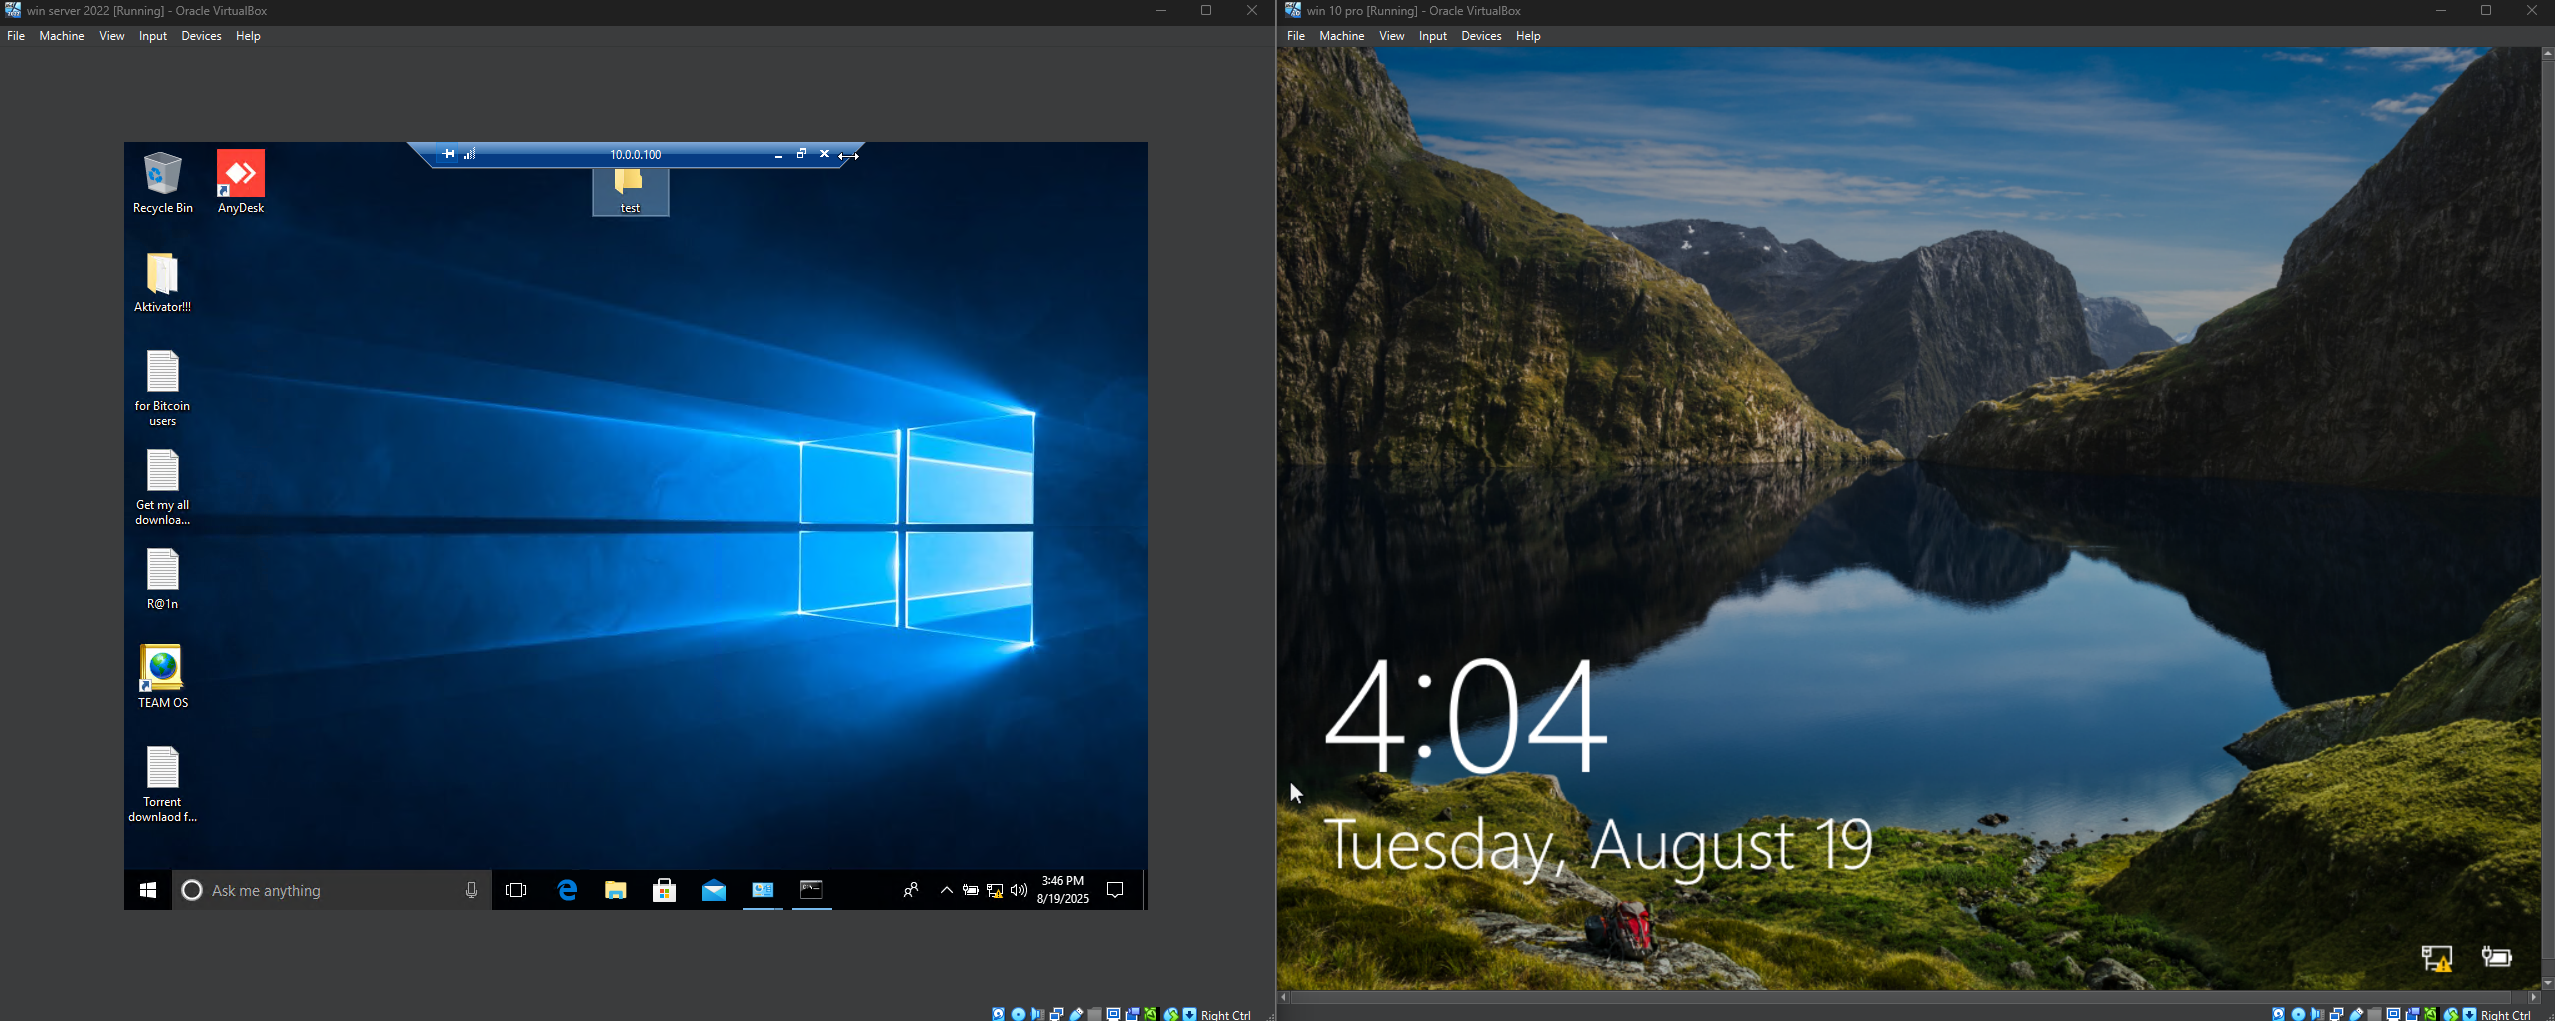 win server 2022 [Running] - Oracle VirtualBox
File Machine View Input Devices Help
10.0.0.100
Recycle Bin
AnyDesk
test
Aktivator!!!
for Bitcoin
users
Get my all
downloa...
R@1n
TEAM OS
Torrent
downlaod f...
Ask me anything
3:46 PM
8/19/2025
Right Ctrl
win 10 pro [Running] - Oracle VirtualBox
File Machine View Input Devices Help
4:04
Tuesday, August 19
Right Ctrl